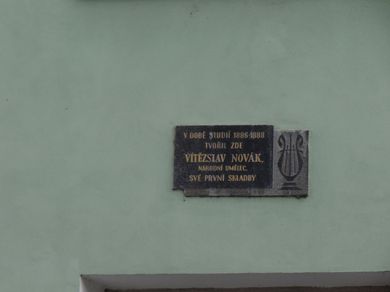 V DOBĚ STUDIÍ 1886-1888
TVOŘIL ZDE
VÍTĚZSLAV NOVÁK,
NÁRODNÍ UMĚLEC,
SVÉ PRVNÍ SKLADBY